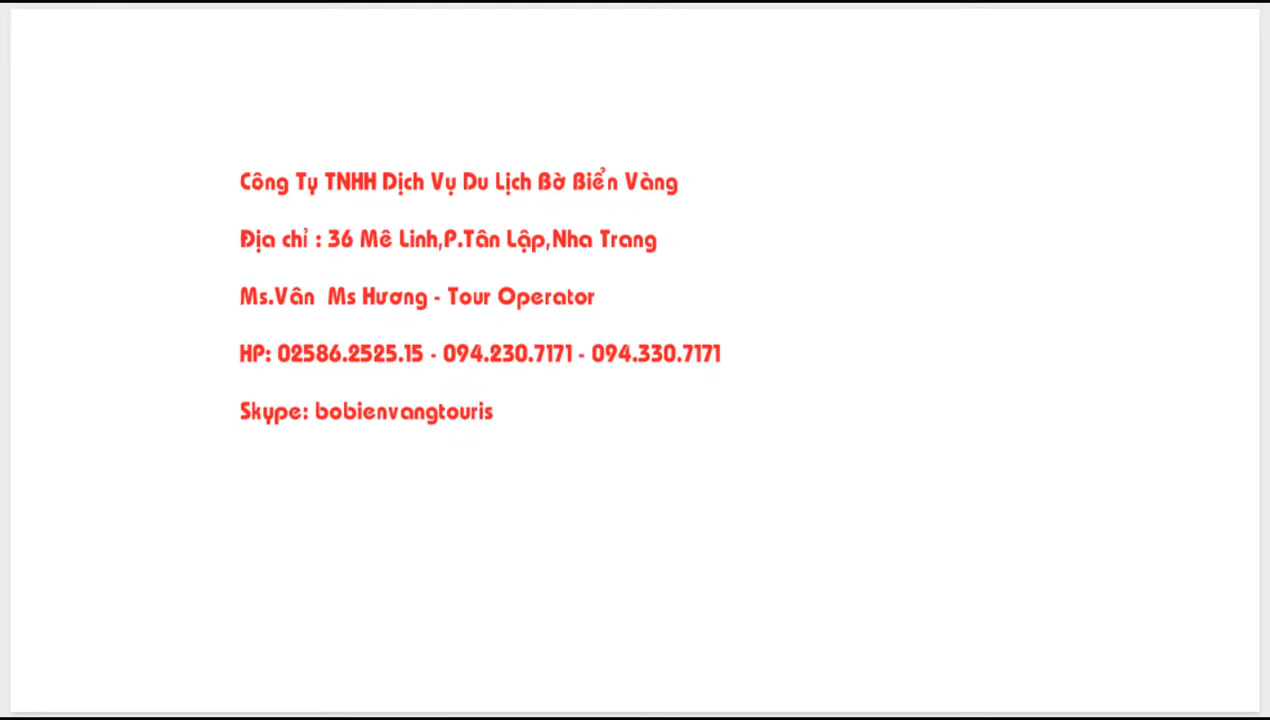 Công Ty TNHH Dịch Vụ Du Lịch Bờ Biển Vàng
Địa chỉ : 36 Mê Linh,P.Tân Lập,Nha Trang
Ms.Vân  Ms Hương - Tour Operator
HP: 02586.2525.15 - 094.230.7171 - 094.330.7171
Skype: bobienvangtouris